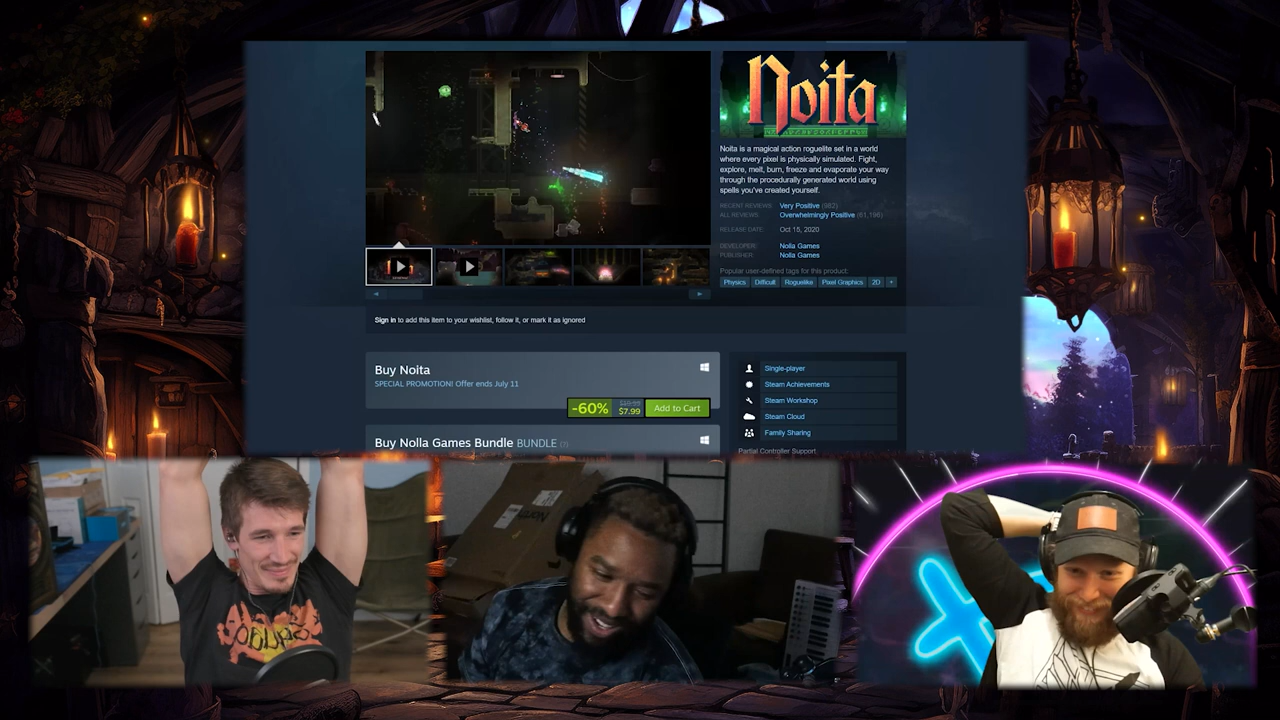 Noita
Noita is a magical action roguelite set in a world
where every pixel is physically simulated. Fight,
explore, melt, burn, freeze and evaporate your way
through the procedurally generated world using
spells you've created yourself.
RECENT REVIEWS: Very Positive (982)
ALL REVIEWS: Overwhelmingly Positive (61,196)
RELEASE DATE: Oct 15, 2020
DEVELOPER: Nolla Games
PUBLISHER: Nolla Games
Popular user-defined tags for this product:
Physics Difficult Roguelike Pixel Graphics 2D +
Sign in to add this item to your wishlist, follow it, or mark it as ignored
Buy Noita
SPECIAL PROMOTION! Offer ends July 11
-60% $19.99 $7.99 Add to Cart
Buy Nolla Games Bundle BUNDLE (?)
Single-player
Steam Achievements
Steam Workshop
Steam Cloud
Family Sharing
Partial Controller Support